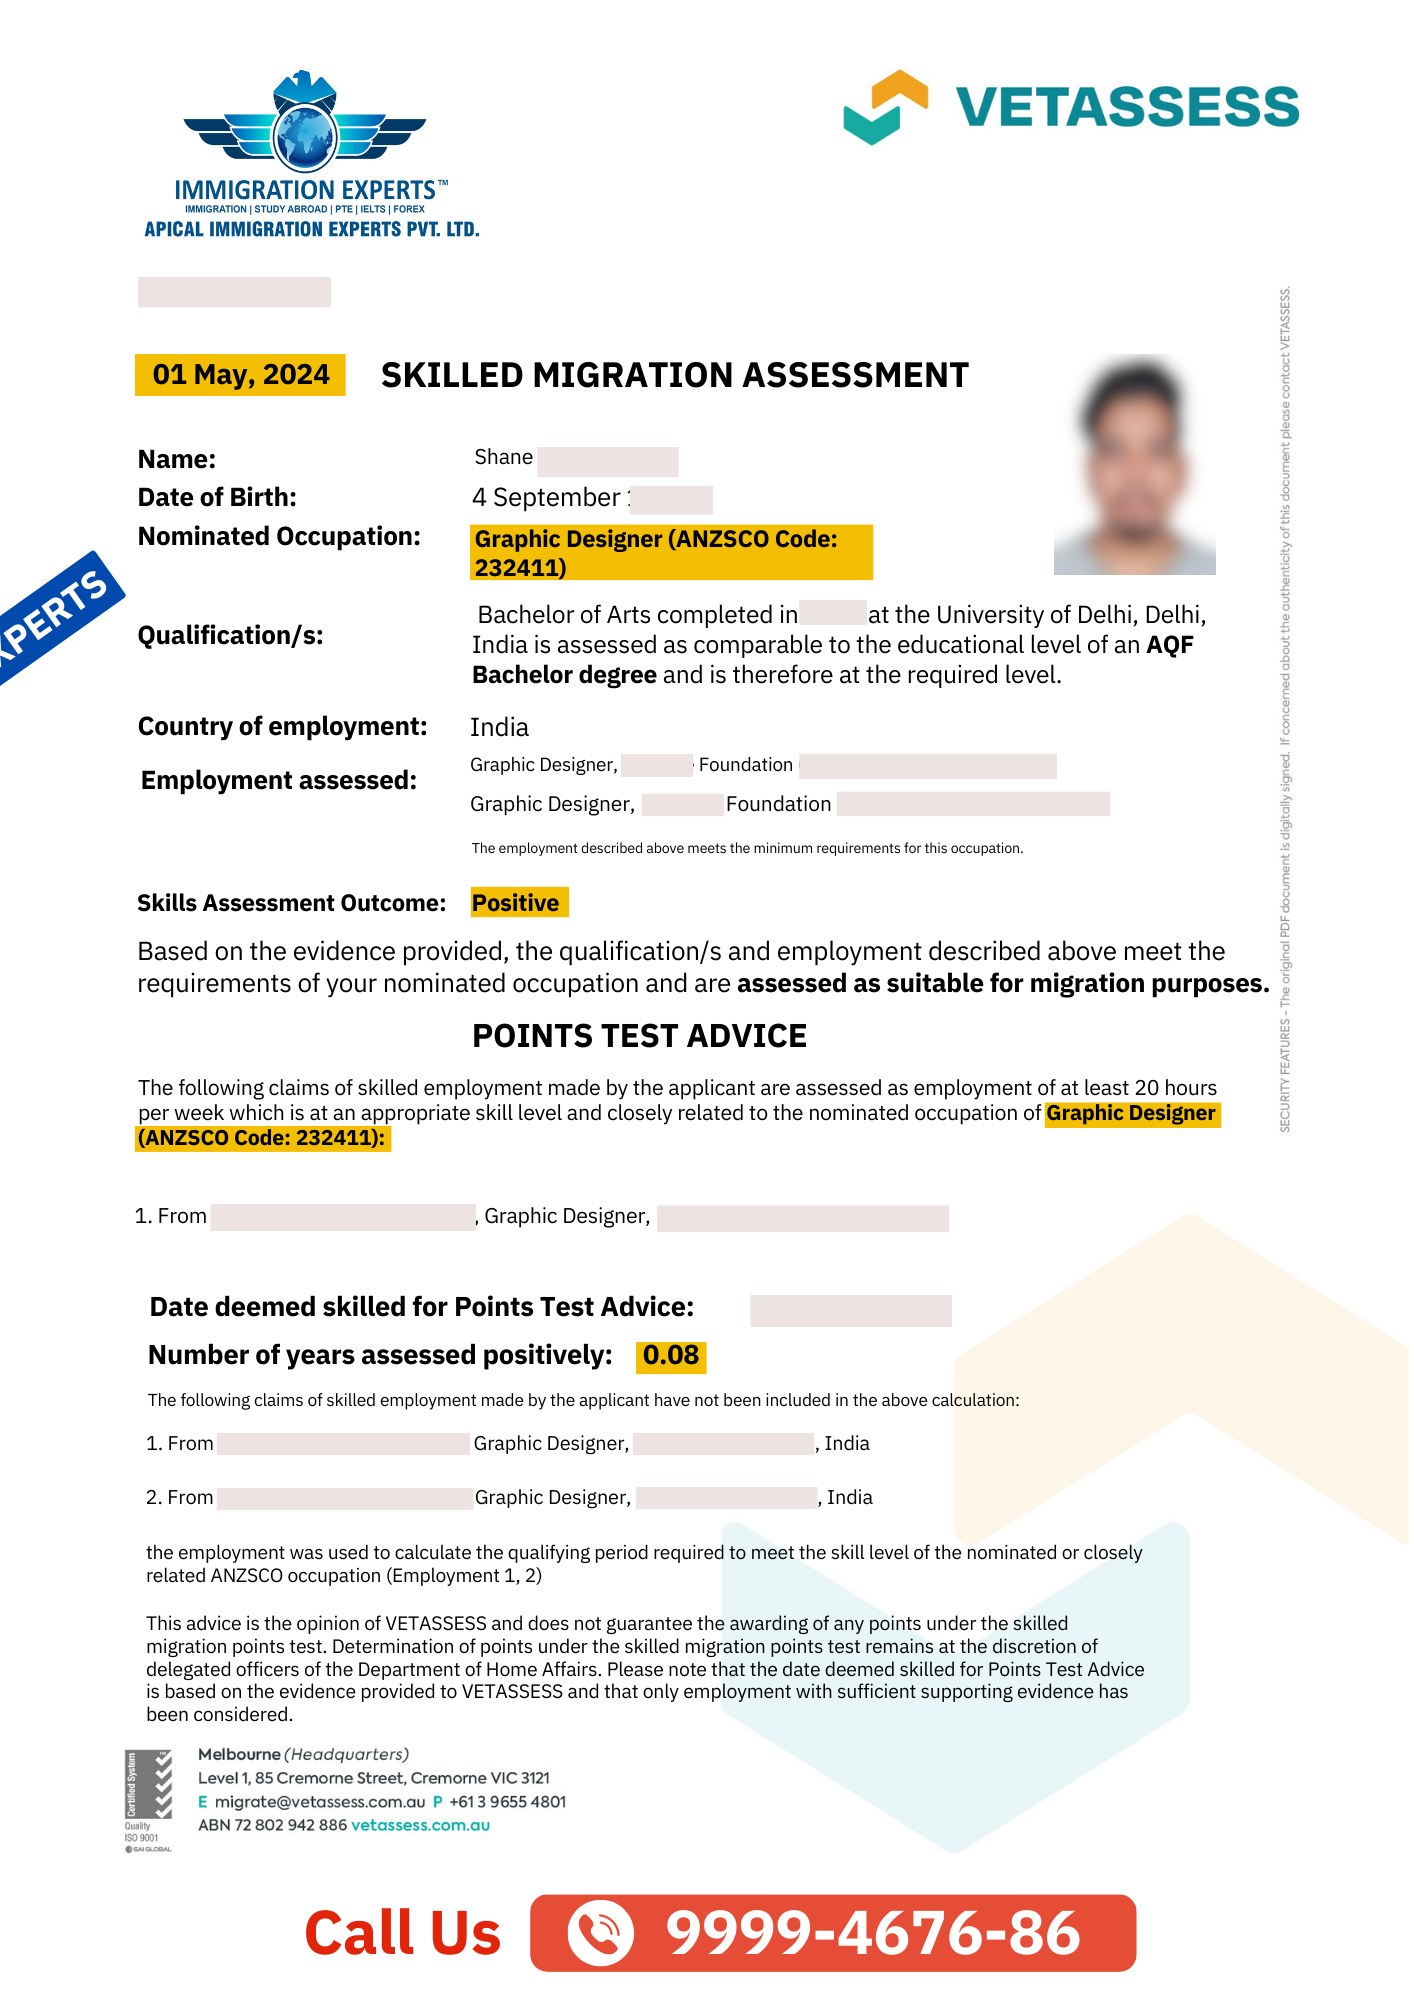 IMMIGRATION EXPERTS™
IMMIGRATION | STUDY ABROAD | PTE | IELTS | FOREX
APICAL IMMIGRATION EXPERTS PVT. LTD.
VETASSESS
01 May, 2024
SKILLED MIGRATION ASSESSMENT
Name: Shane
Date of Birth: 4 September
Nominated Occupation: Graphic Designer (ANZSCO Code:
232411)
XPERTS
Qualification/s:
Bachelor of Arts completed in at the University of Delhi, Delhi,
India is assessed as comparable to the educational level of an AQF
Bachelor degree and is therefore at the required level.
Country of employment: India
Employment assessed:
Graphic Designer, Foundation
Graphic Designer, Foundation
The employment described above meets the minimum requirements for this occupation.
Skills Assessment Outcome: Positive
Based on the evidence provided, the qualification/s and employment described above meet the
requirements of your nominated occupation and are assessed as suitable for migration purposes.
SECURITY FEATURES – The original PDF document is digitally signed. If concerned about the authenticity of this document please contact VETASSESS.
POINTS TEST ADVICE
The following claims of skilled employment made by the applicant are assessed as employment of at least 20 hours
per week which is at an appropriate skill level and closely related to the nominated occupation of Graphic Designer
(ANZSCO Code: 232411):
1. From , Graphic Designer,
Date deemed skilled for Points Test Advice:
Number of years assessed positively: 0.08
The following claims of skilled employment made by the applicant have not been included in the above calculation:
1. From Graphic Designer, , India
2. From Graphic Designer, , India
the employment was used to calculate the qualifying period required to meet the skill level of the nominated or closely
related ANZSCO occupation (Employment 1, 2)
This advice is the opinion of VETASSESS and does not guarantee the awarding of any points under the skilled
migration points test. Determination of points under the skilled migration points test remains at the discretion of
delegated officers of the Department of Home Affairs. Please note that the date deemed skilled for Points Test Advice
is based on the evidence provided to VETASSESS and that only employment with sufficient supporting evidence has
been considered.
Certified System
Quality
ISO 9001
SAI GLOBAL
Melbourne (Headquarters)
Level 1, 85 Cremorne Street, Cremorne VIC 3121
E migrate@vetassess.com.au P +61 3 9655 4801
ABN 72 802 942 886 vetassess.com.au
Call Us 9999-4676-86